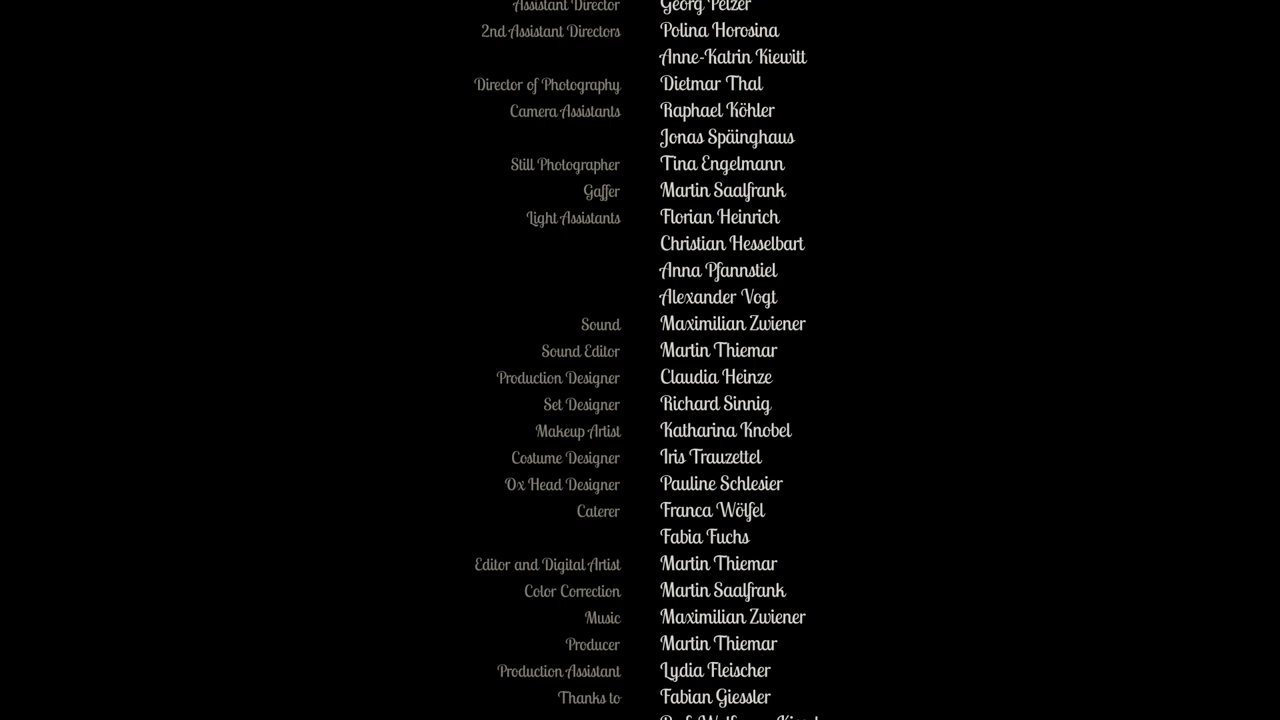 Assistant Director Georg Pelzer
2nd Assistant Directors Polina Horosina
Anne-Katrin Kiewitt
Director of Photography Dietmar Thal
Camera Assistants Raphael Köhler
Jonas Späinghaus
Still Photographer Tina Engelmann
Gaffer Martin Saalfrank
Light Assistants Florian Heinrich
Christian Hesselbart
Anna Pfannstiel
Alexander Vogt
Sound Maximilian Zwiener
Sound Editor Martin Thiemar
Production Designer Claudia Heinze
Set Designer Richard Sinnig
Makeup Artist Katharina Knobel
Costume Designer Iris Trauzettel
Ox Head Designer Pauline Schlesier
Caterer Franca Wölfel
Fabia Fuchs
Editor and Digital Artist Martin Thiemar
Color Correction Martin Saalfrank
Music Maximilian Zwiener
Producer Martin Thiemar
Production Assistant Lydia Fleischer
Thanks to Fabian Giessler